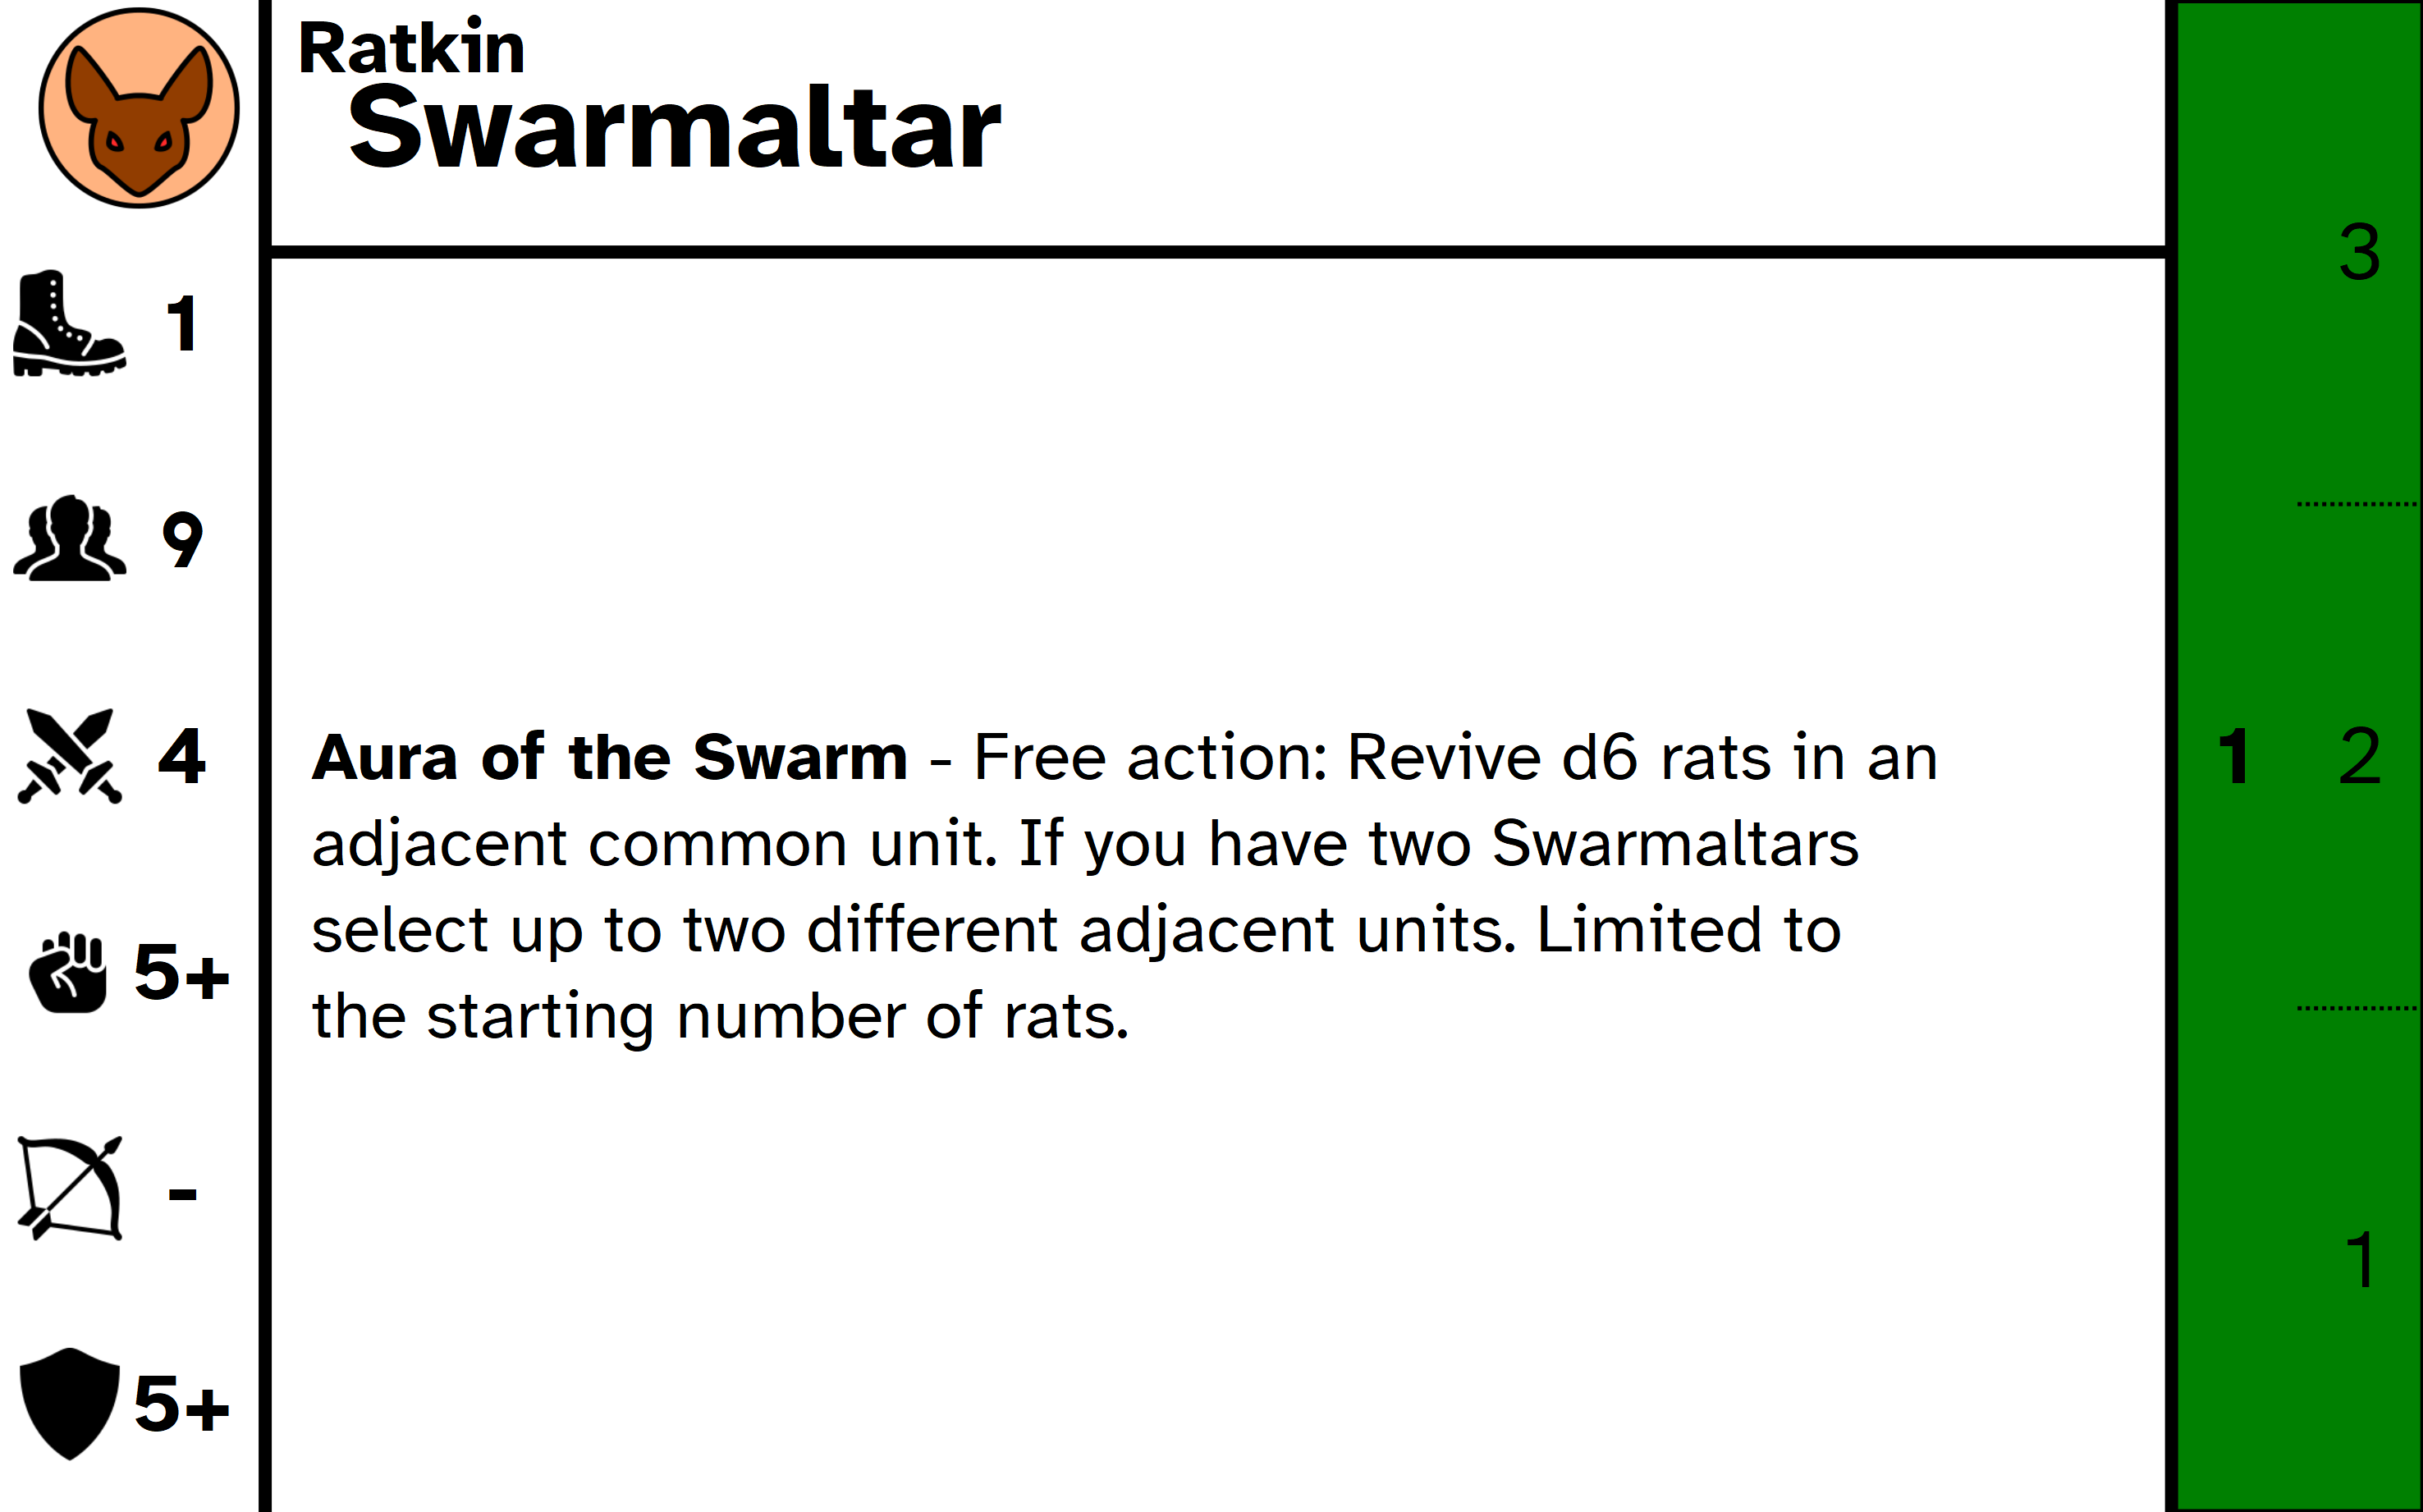 Ratkin
Swarmaltar
1
9
4
5+
-
5+
Aura of the Swarm - Free action: Revive d6 rats in an
adjacent common unit. If you have two Swarmaltars
select up to two different adjacent units. Limited to
the starting number of rats.
1
3
2
1